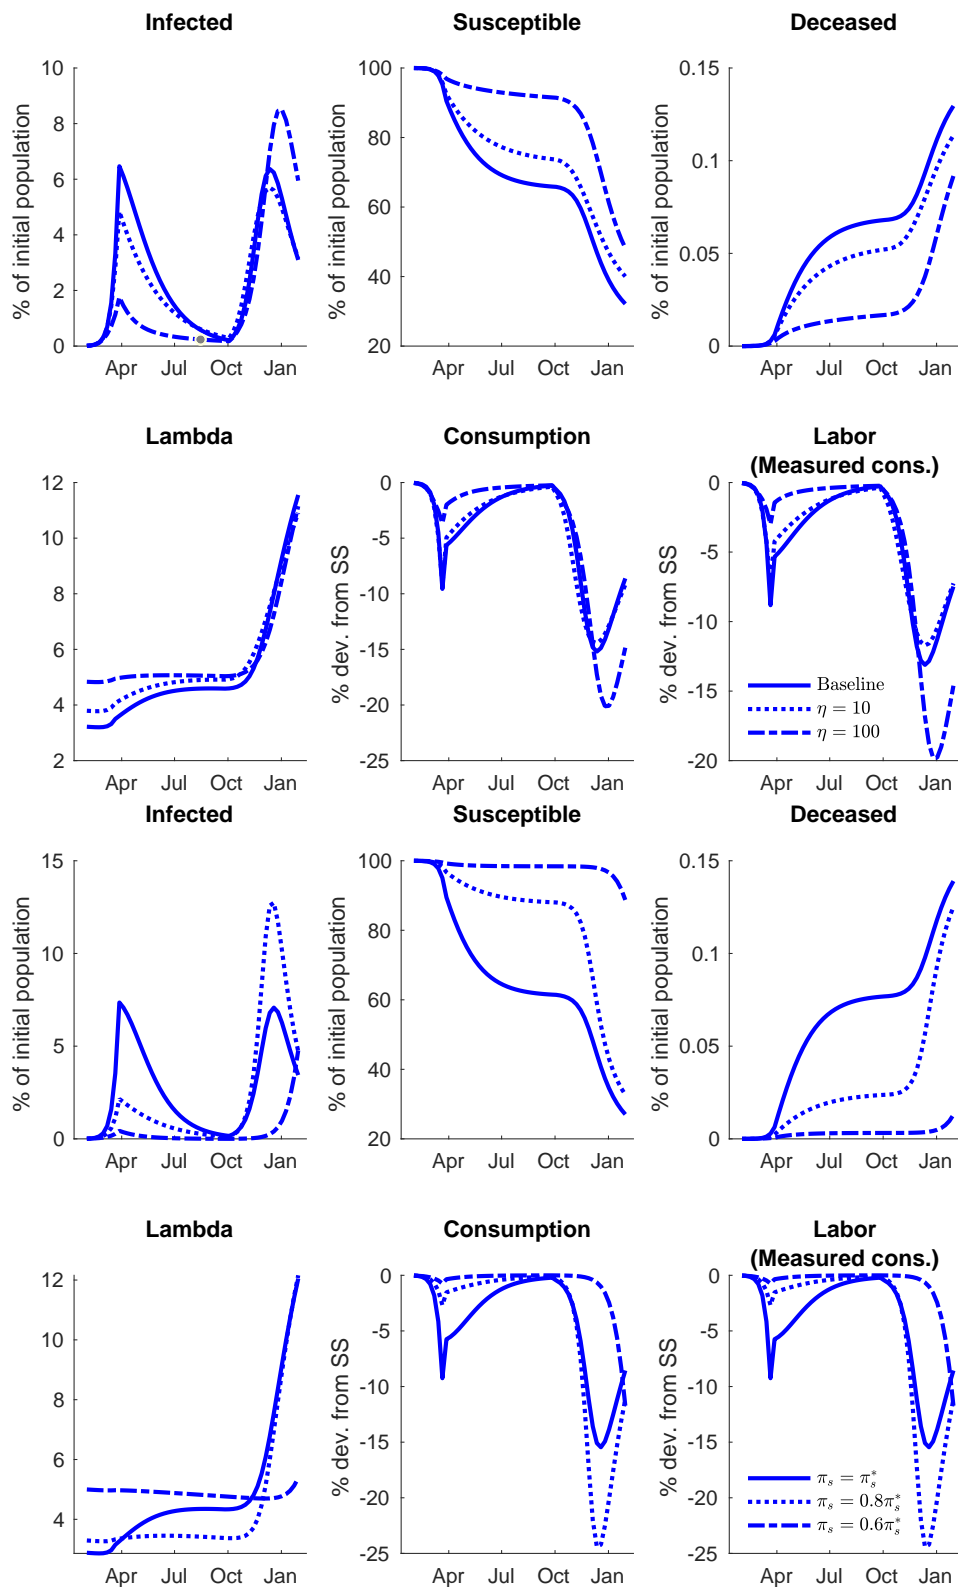 Infected
Susceptible
Deceased
% of initial population
10
8
6
4
2
0
Apr Jul Oct Jan
% of initial population
100
80
60
40
20
Apr Jul Oct Jan
% of initial population
0.15
0.1
0.05
0
Apr Jul Oct Jan
Lambda
Consumption
Labor
(Measured cons.)
12
10
8
6
4
2
Apr Jul Oct Jan
% dev. from SS
0
-5
-10
-15
-20
-25
Apr Jul Oct Jan
% dev. from SS
0
-5
-10
-15
-20
Baseline
η = 10
η = 100
Apr Jul Oct Jan
Infected
Susceptible
Deceased
% of initial population
15
10
5
0
Apr Jul Oct Jan
% of initial population
100
80
60
40
20
Apr Jul Oct Jan
% of initial population
0.15
0.1
0.05
0
Apr Jul Oct Jan
Lambda
Consumption
Labor
(Measured cons.)
12
10
8
6
4
Apr Jul Oct Jan
% dev. from SS
0
-5
-10
-15
-20
-25
Apr Jul Oct Jan
% dev. from SS
0
-5
-10
-15
-20
-25
π_s = π_s^*
π_s = 0.8π_s^*
π_s = 0.6π_s^*
Apr Jul Oct Jan